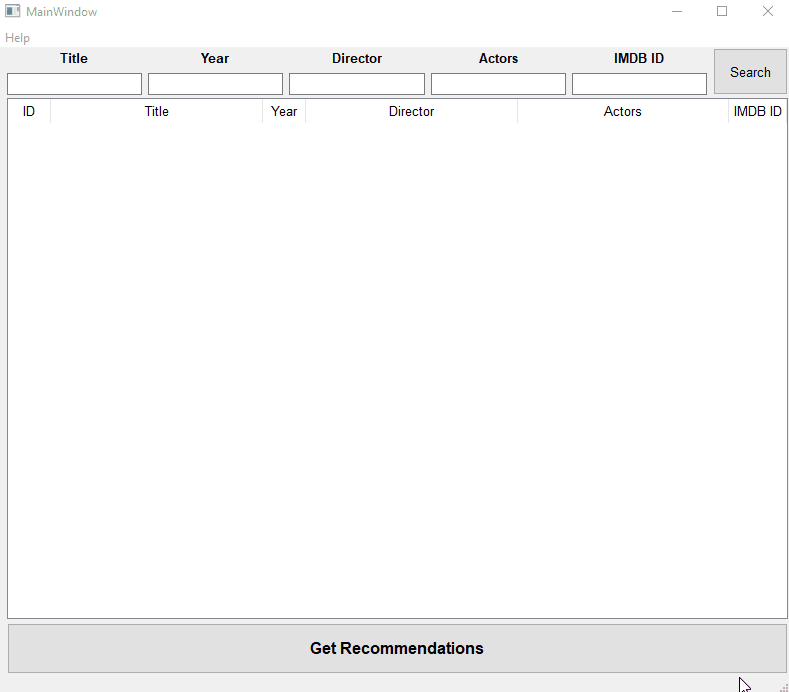 MainWindow
Help
Title Year Director Actors IMDB ID
Search
ID Title Year Director Actors IMDB ID
Get Recommendations